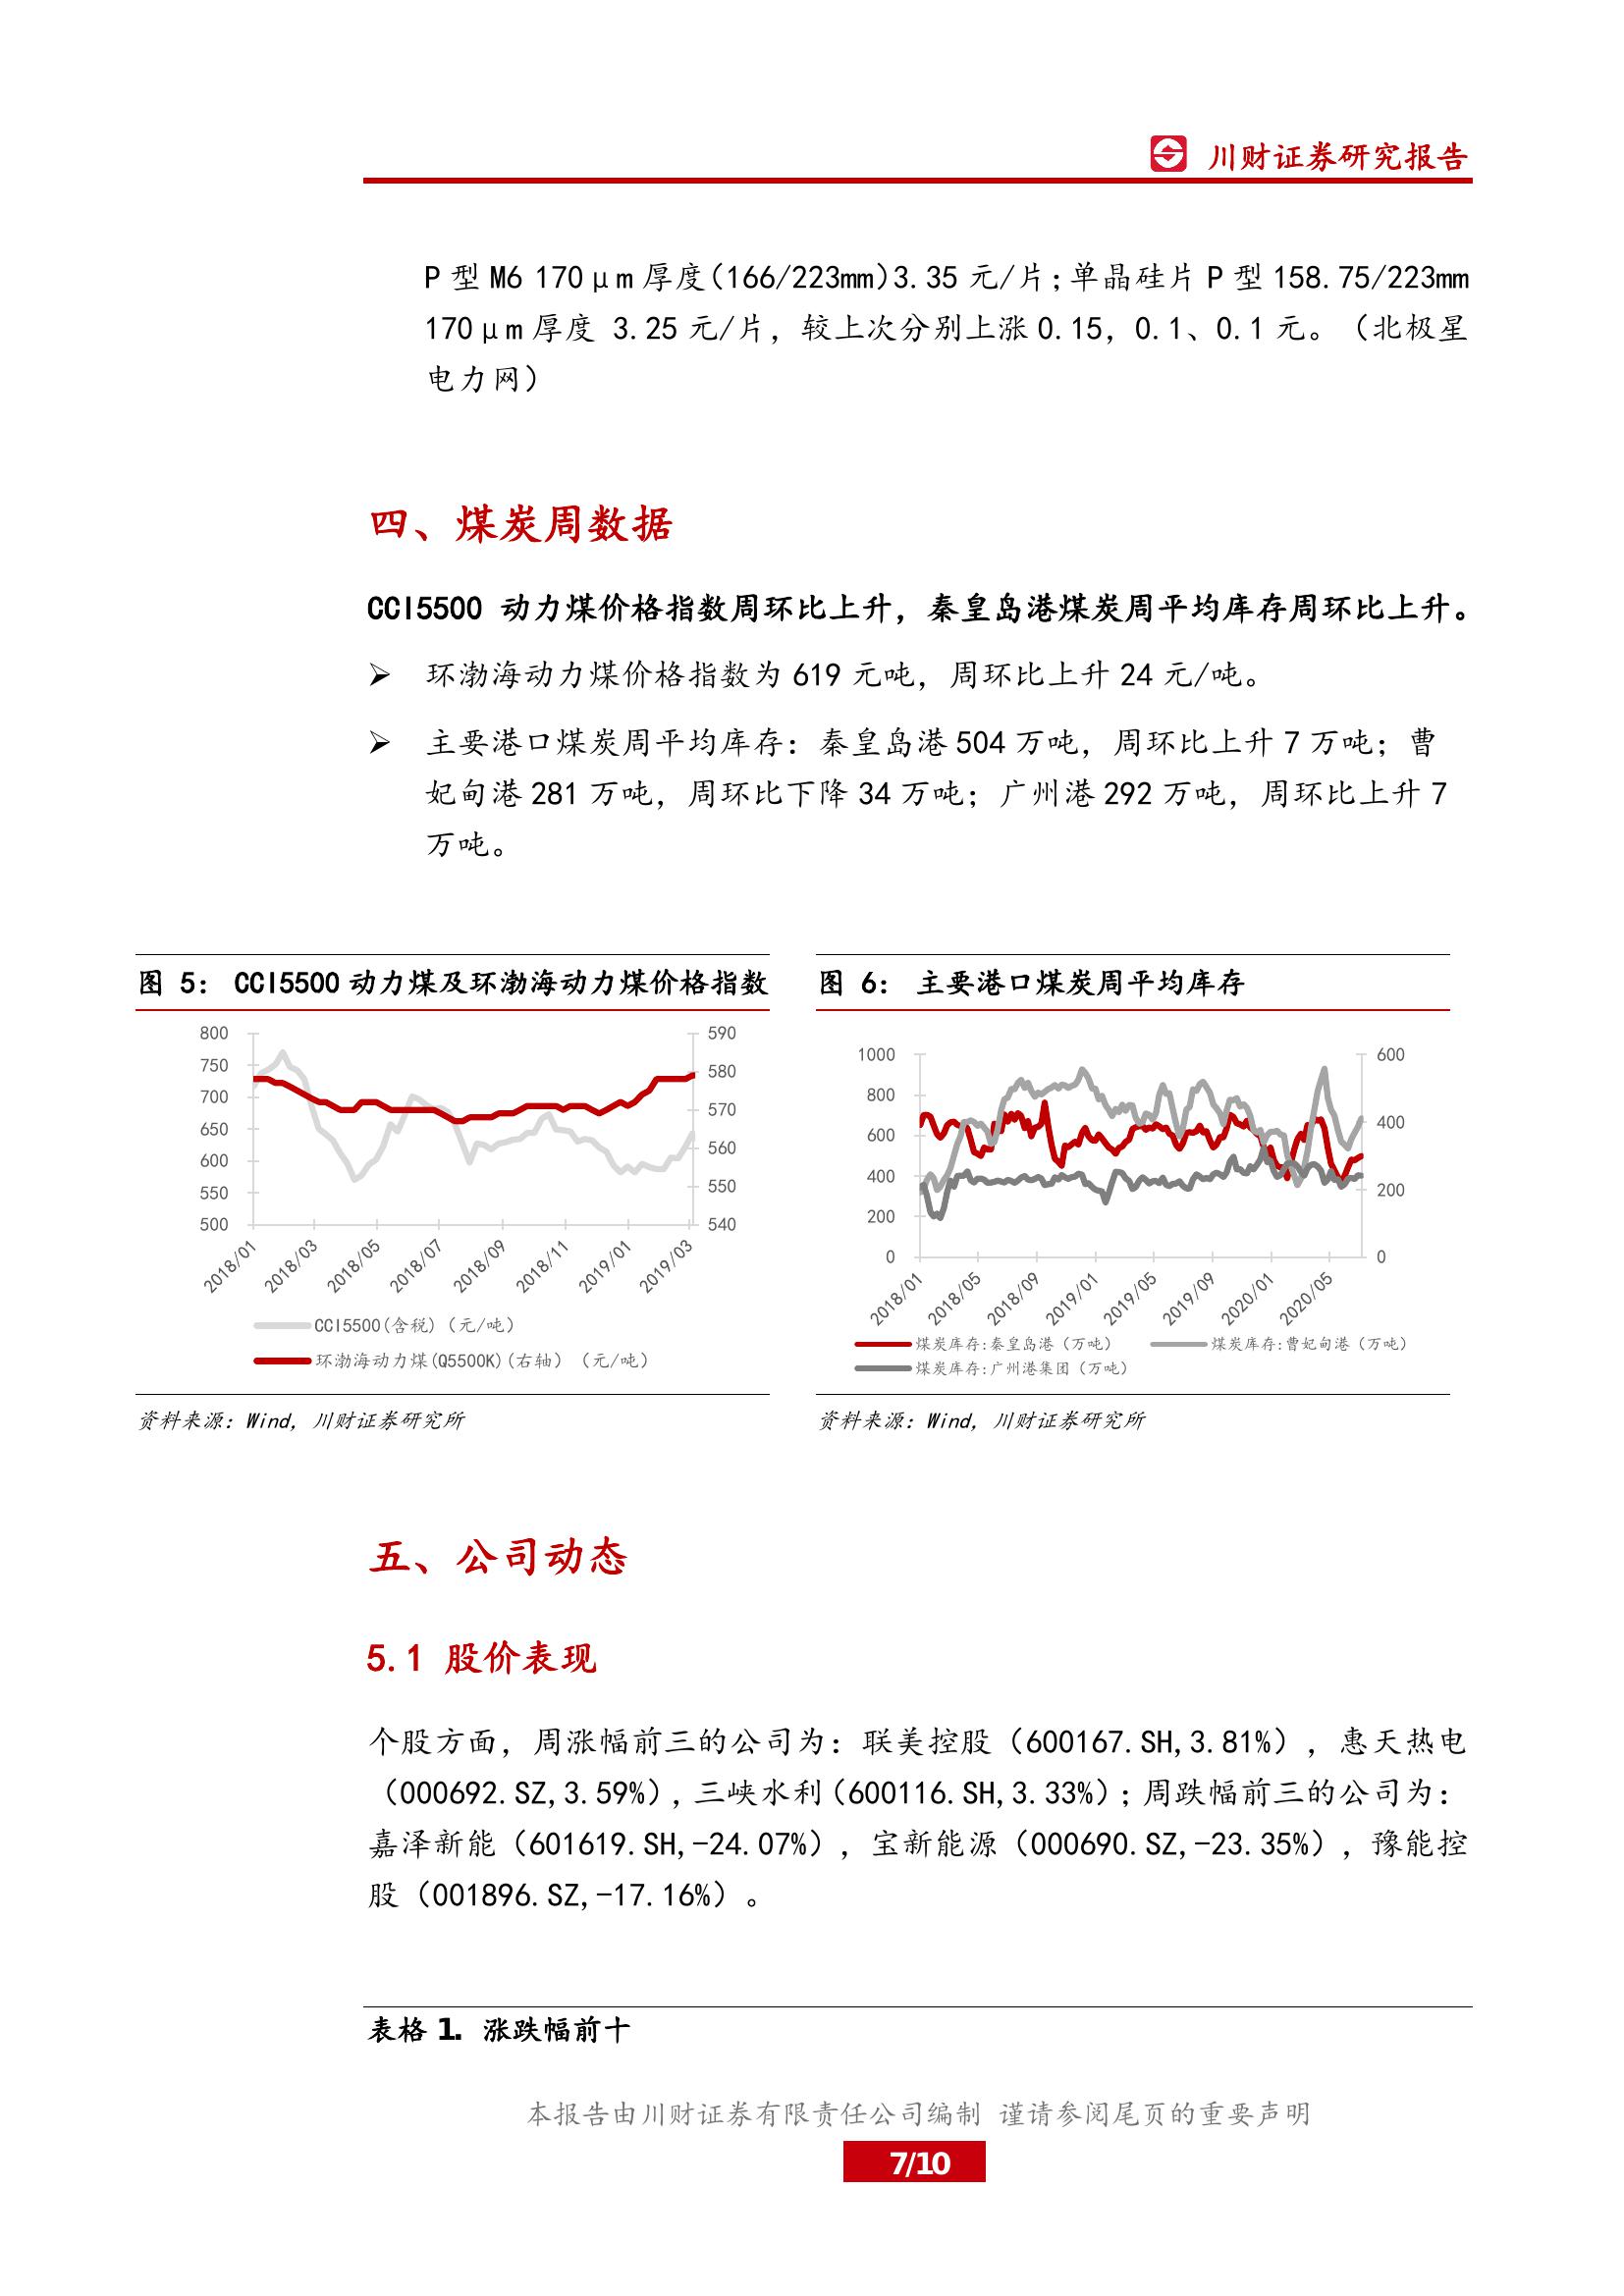 川财证券研究报告
P 型 M6 170μm 厚度(166/223mm)3.35 元/片;单晶硅片 P 型 158.75/223mm
170μm 厚度 3.25 元/片，较上次分别上涨 0.15，0.1、0.1 元。（北极星
电力网）
四、煤炭周数据
CCI5500 动力煤价格指数周环比上升，秦皇岛港煤炭周平均库存周环比上升。
➢ 环渤海动力煤价格指数为 619 元吨，周环比上升 24 元/吨。
➢ 主要港口煤炭周平均库存：秦皇岛港 504 万吨，周环比上升 7 万吨；曹
妃甸港 281 万吨，周环比下降 34 万吨；广州港 292 万吨，周环比上升 7
万吨。
图 5： CCI5500 动力煤及环渤海动力煤价格指数
800
750
700
650
600
550
500
590
580
570
560
550
540
2018/01
2018/03
2018/05
2018/07
2018/09
2018/11
2019/01
2019/03
CCI5500(含税)（元/吨）
环渤海动力煤(Q5500K)(右轴）（元/吨）
资料来源：Wind, 川财证券研究所
图 6： 主要港口煤炭周平均库存
1000
800
600
400
200
0
600
400
200
0
2018/01
2018/05
2018/09
2019/01
2019/05
2019/09
2020/01
2020/05
煤炭库存:秦皇岛港（万吨）
煤炭库存:曹妃甸港（万吨）
煤炭库存:广州港集团（万吨）
资料来源：Wind, 川财证券研究所
五、公司动态
5.1 股价表现
个股方面，周涨幅前三的公司为：联美控股（600167.SH,3.81%），惠天热电
（000692.SZ,3.59%）,三峡水利（600116.SH,3.33%）;周跌幅前三的公司为：
嘉泽新能（601619.SH,-24.07%），宝新能源（000690.SZ,-23.35%），豫能控
股（001896.SZ,-17.16%）。
表格 1. 涨跌幅前十
本报告由川财证券有限责任公司编制 谨请参阅尾页的重要声明
7/10